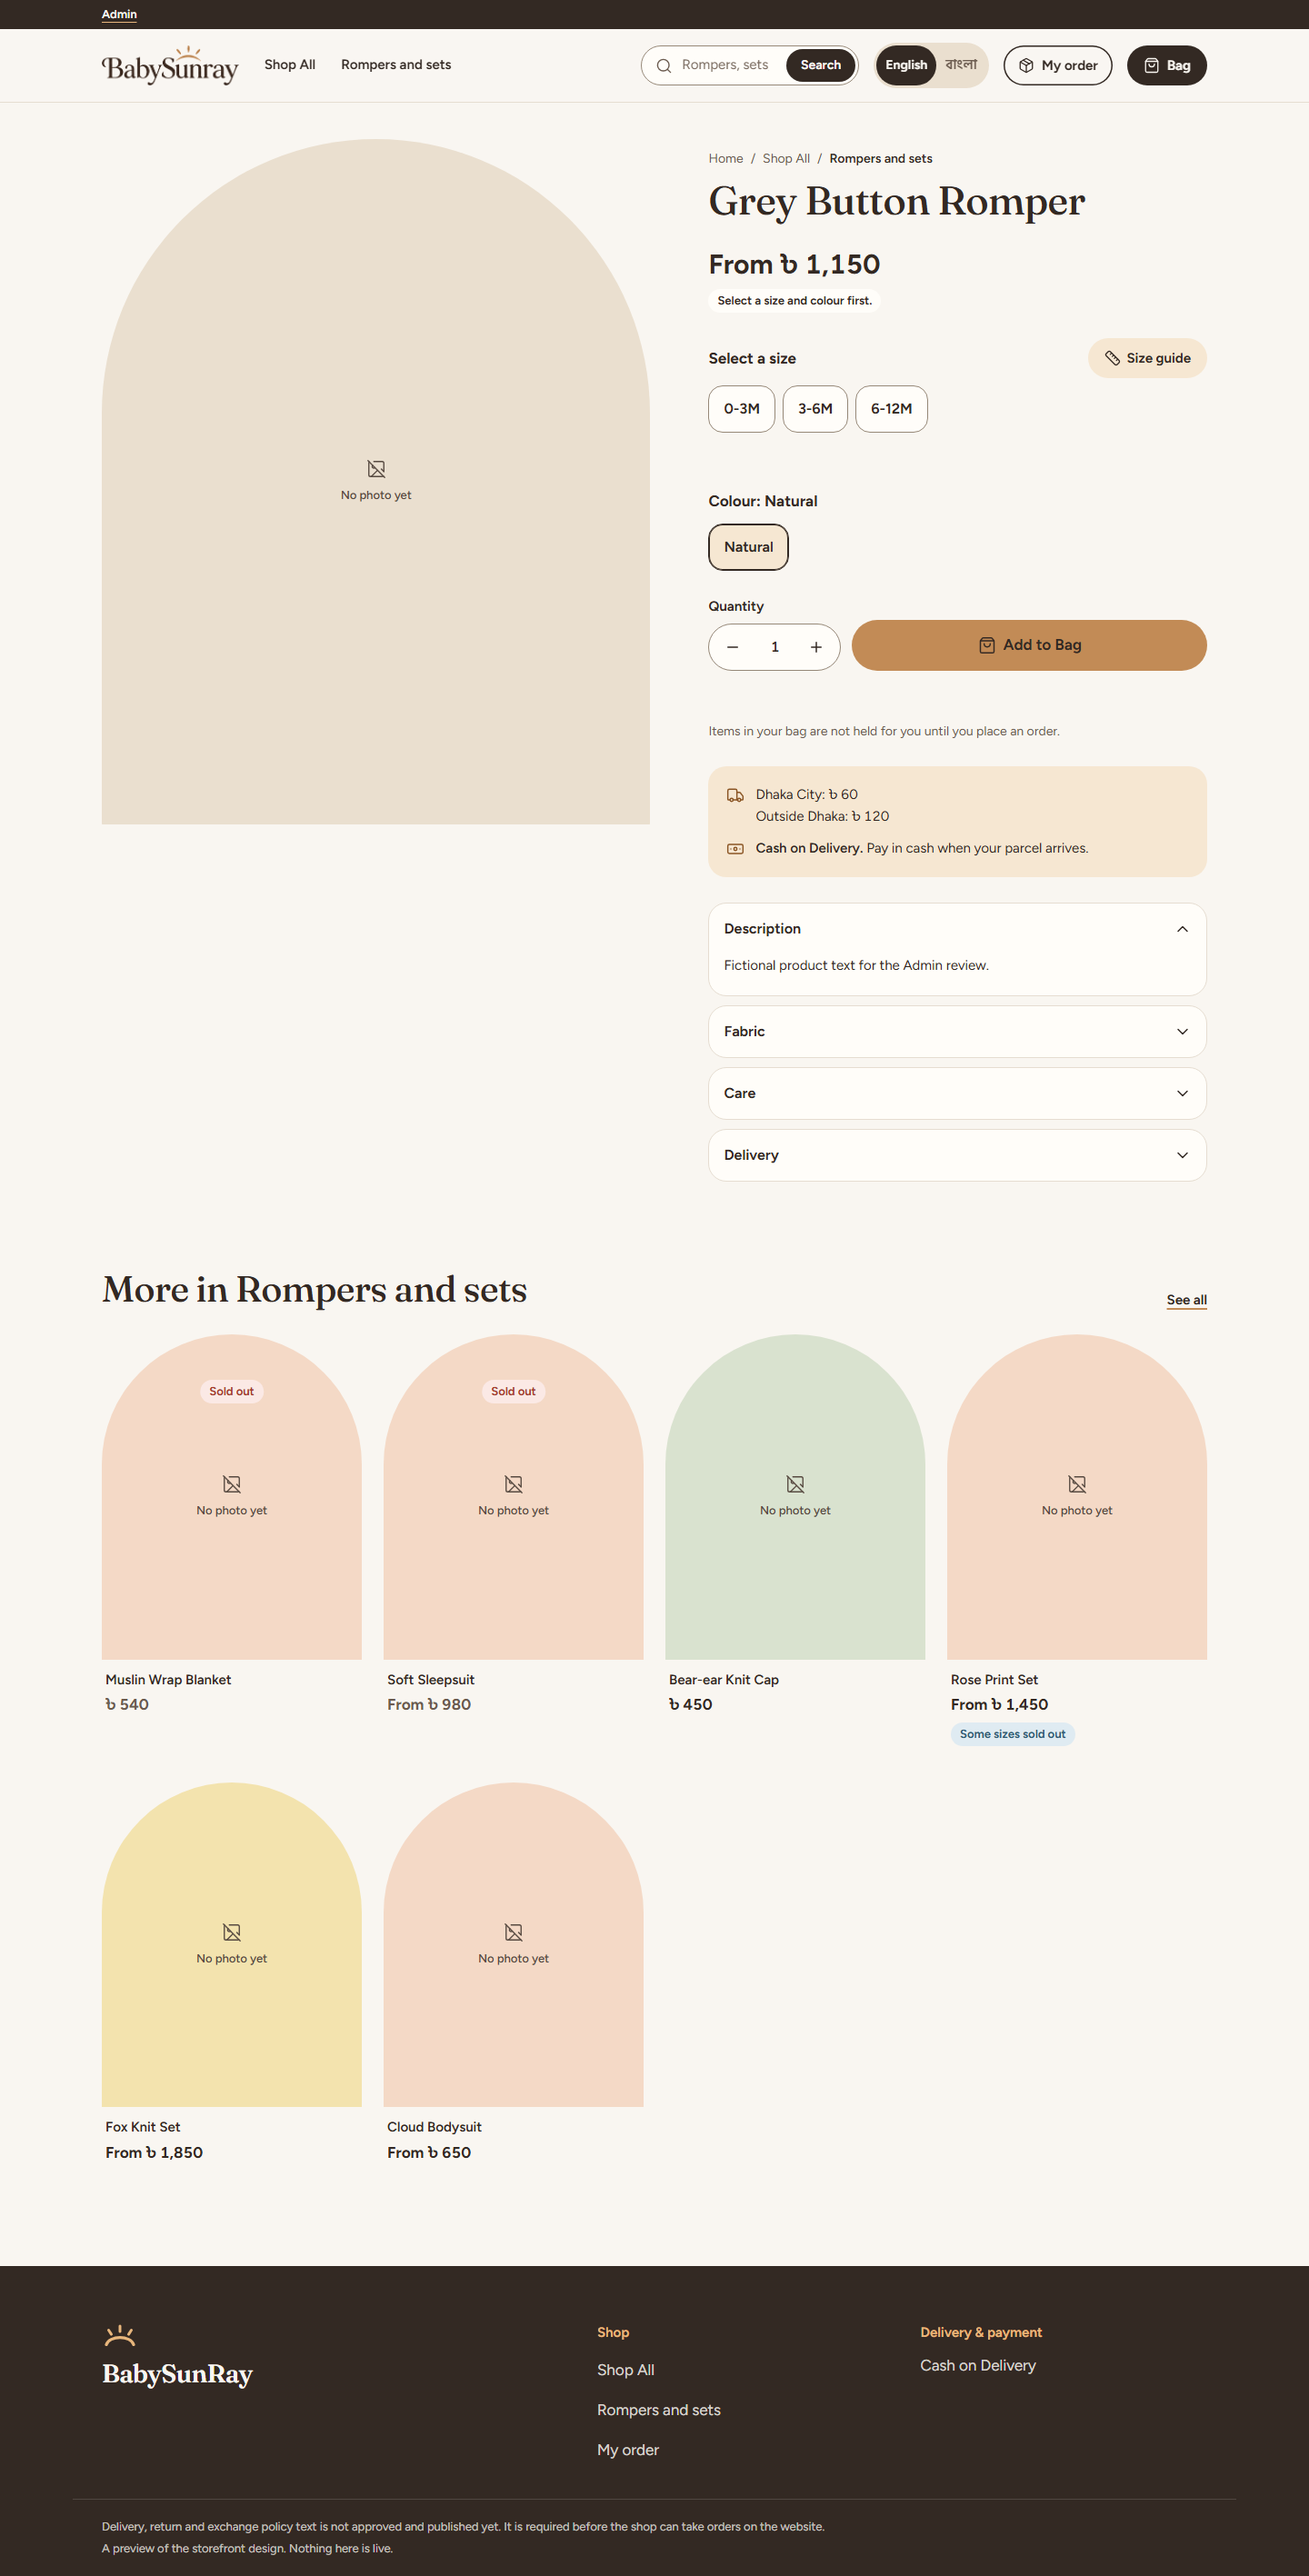 Admin
BabySunray
Shop All
Rompers and sets
Rompers, sets
Search
English
বাংলা
My order
Bag
Home / Shop All / Rompers and sets
Grey Button Romper
From ৳ 1,150
Select a size and colour first.
Select a size
Size guide
0-3M
3-6M
6-12M
No photo yet
Colour: Natural
Natural
Quantity
1
Add to Bag
Items in your bag are not held for you until you place an order.
Dhaka City: ৳ 60
Outside Dhaka: ৳ 120
Cash on Delivery. Pay in cash when your parcel arrives.
Description
Fictional product text for the Admin review.
Fabric
Care
Delivery
More in Rompers and sets
See all
Sold out
No photo yet
Muslin Wrap Blanket
৳ 540
Sold out
No photo yet
Soft Sleepsuit
From ৳ 980
No photo yet
Bear-ear Knit Cap
৳ 450
No photo yet
Rose Print Set
From ৳ 1,450
Some sizes sold out
No photo yet
Fox Knit Set
From ৳ 1,850
No photo yet
Cloud Bodysuit
From ৳ 650
BabySunRay
Shop
Shop All
Rompers and sets
My order
Delivery & payment
Cash on Delivery
Delivery, return and exchange policy text is not approved and published yet. It is required before the shop can take orders on the website.
A preview of the storefront design. Nothing here is live.